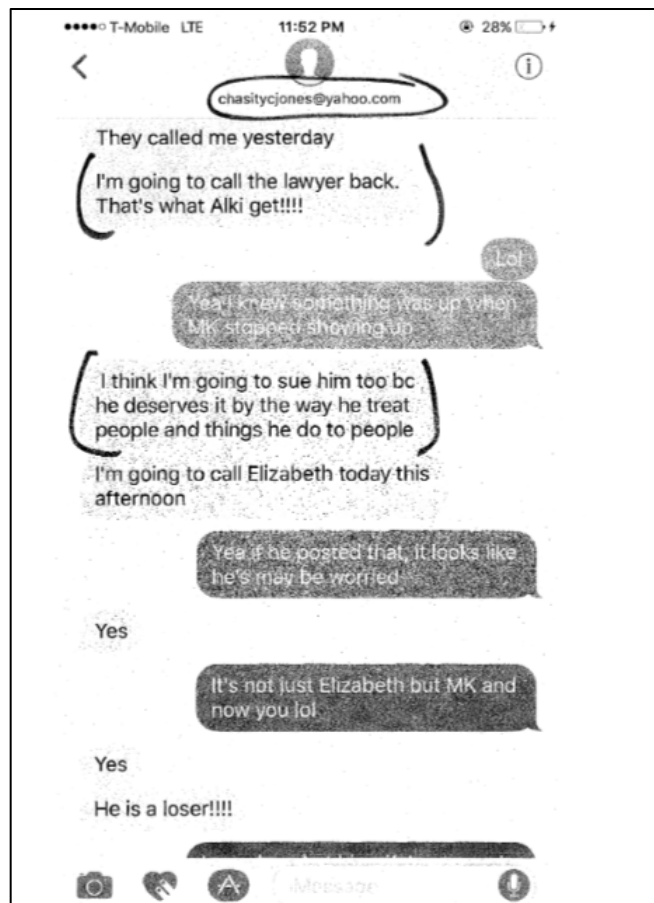 T-Mobile LTE 11:52 PM 28%
chasitycjones@yahoo.com
They called me yesterday
I'm going to call the lawyer back.
That's what Alki get!!!!
Lol
Yea I knew something was up when
MK stopped showing up
I think I'm going to sue him too bc
he deserves it by the way he treat
people and things he do to people
I'm going to call Elizabeth today this
afternoon
Yea if he posted that, it looks like
he's may be worried
Yes
It's not just Elizabeth but MK and
now you lol
Yes
He is a loser!!!!
iMessage